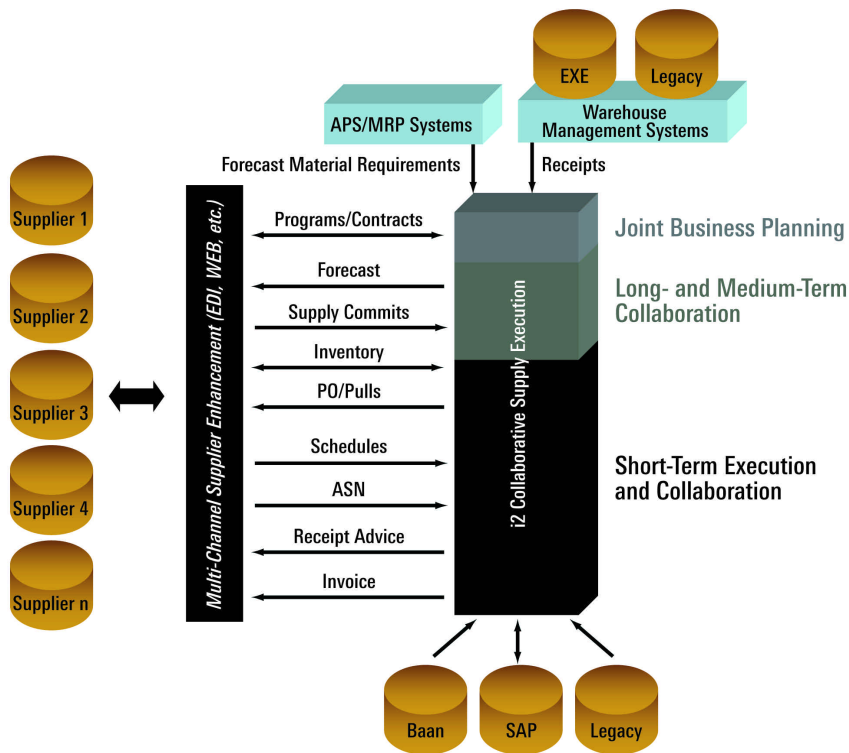 EXE
Legacy
APS/MRP Systems
Warehouse
Management Systems
Forecast Material Requirements
Receipts
Supplier 1
Supplier 2
Supplier 3
Supplier 4
Supplier n
Multi-Channel Supplier Enhancement (EDI, WEB, etc.)
Programs/Contracts
Forecast
Supply Commits
Inventory
PO/Pulls
Schedules
ASN
Receipt Advice
Invoice
i2 Collaborative Supply Execution
Joint Business Planning
Long- and Medium-Term
Collaboration
Short-Term Execution
and Collaboration
Baan
SAP
Legacy